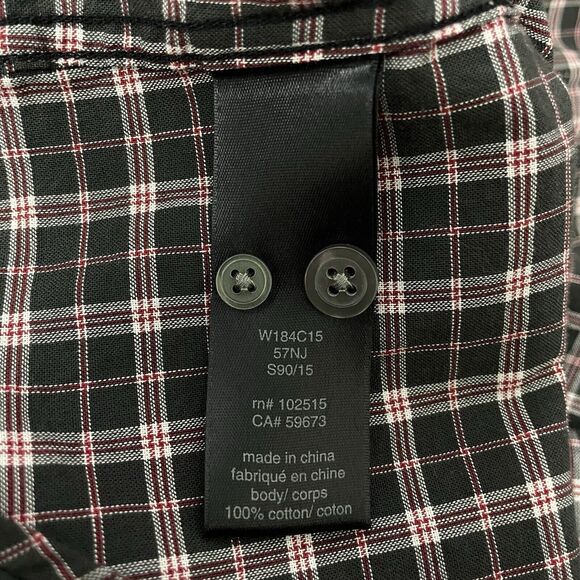 W184C15
57NJ
S90/15
rn# 102515
CA# 59673
made in china
fabriqué en chine
body/ corps
100% cotton/ coton